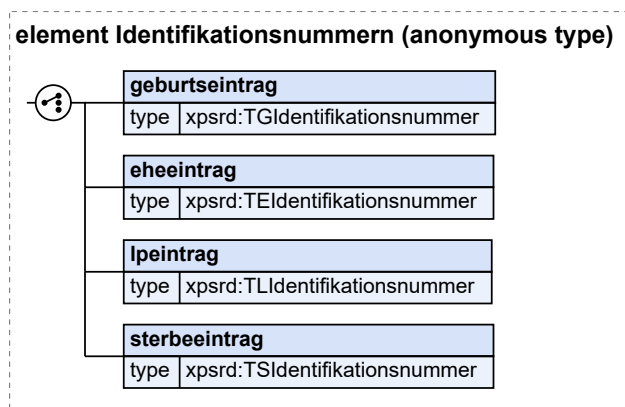 element Identifikationsnummern (anonymous type)
geburtseintrag
type xpsrd:TGIdentifikationsnummer
eheeintrag
type xpsrd:TEIdentifikationsnummer
lpeintrag
type xpsrd:TLIdentifikationsnummer
sterbeeintrag
type xpsrd:TSIdentifikationsnummer